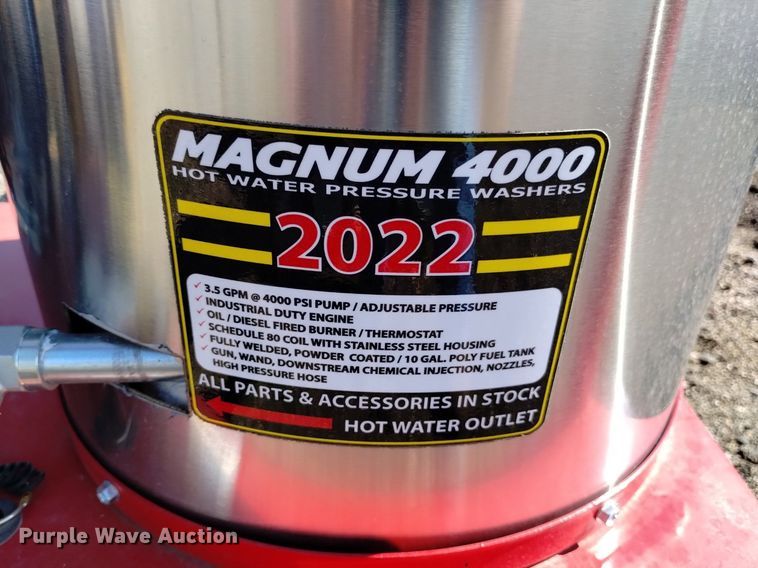 MAGNUM 4000
HOT WATER PRESSURE WASHERS
2022
✓ 3.5 GPM @ 4000 PSI PUMP / ADJUSTABLE PRESSURE
✓ INDUSTRIAL DUTY ENGINE
✓ OIL / DIESEL FIRED BURNER / THERMOSTAT
✓ SCHEDULE 80 COIL WITH STAINLESS STEEL HOUSING
✓ FULLY WELDED, POWDER COATED / 10 GAL. POLY FUEL TANK
✓ GUN, WAND, DOWNSTREAM CHEMICAL INJECTION, NOZZLES,
HIGH PRESSURE HOSE
ALL PARTS & ACCESSORIES IN STOCK
HOT WATER OUTLET
Purple Wave Auction